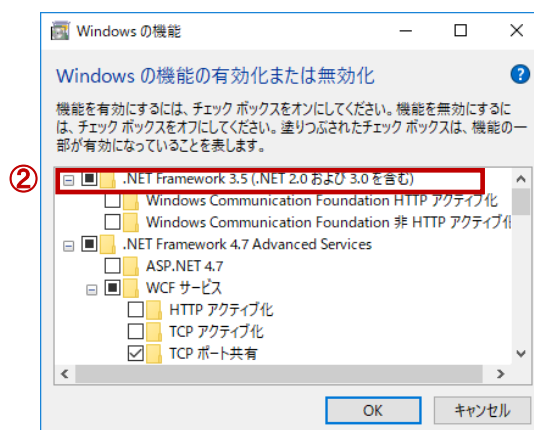 Windows の機能
Windows の機能の有効化または無効化
機能を有効にするには、チェック ボックスをオンにしてください。機能を無効にするに
は、チェック ボックスをオフにしてください。塗りつぶされたチェック ボックスは、機能の一
部が有効になっていることを表します。
②
.NET Framework 3.5 (.NET 2.0 および 3.0 を含む)
Windows Communication Foundation HTTP アクティブ化
Windows Communication Foundation 非 HTTP アクティブ化
.NET Framework 4.7 Advanced Services
ASP.NET 4.7
WCF サービス
HTTP アクティブ化
TCP アクティブ化
TCP ポート共有
OK
キャンセル